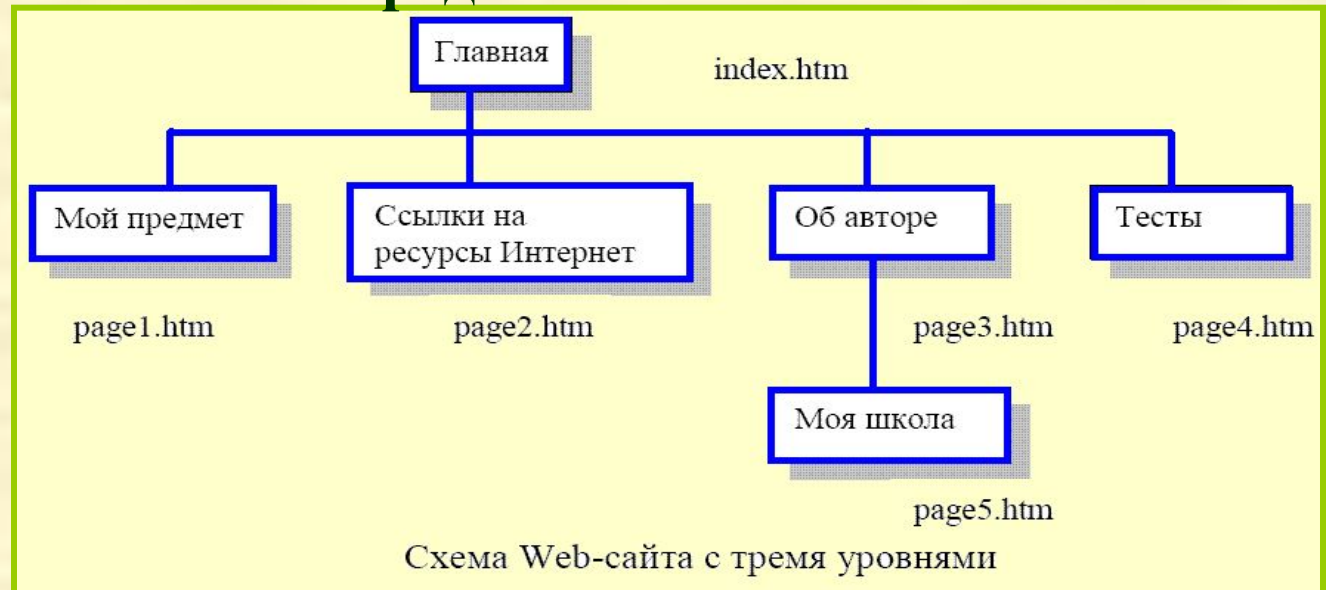 Главная
index.htm
Мой предмет
Ссылки на
ресурсы Интернет
Об авторе
Тесты
page1.htm
page2.htm
page3.htm
page4.htm
Моя школа
page5.htm
Схема Web-сайта с тремя уровнями